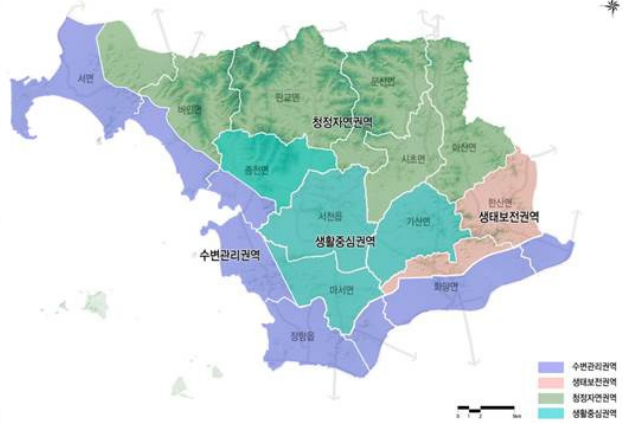 서면
비인면
판교면
문산면
청정자연권역
시초면
마산면
종천면
한산면
서천읍
기산면
생태보전권역
생활중심권역
수변관리권역
마서면
화양면
장항읍
수변관리권역
생태보전권역
청정자연권역
생활중심권역
0 1 2 5km